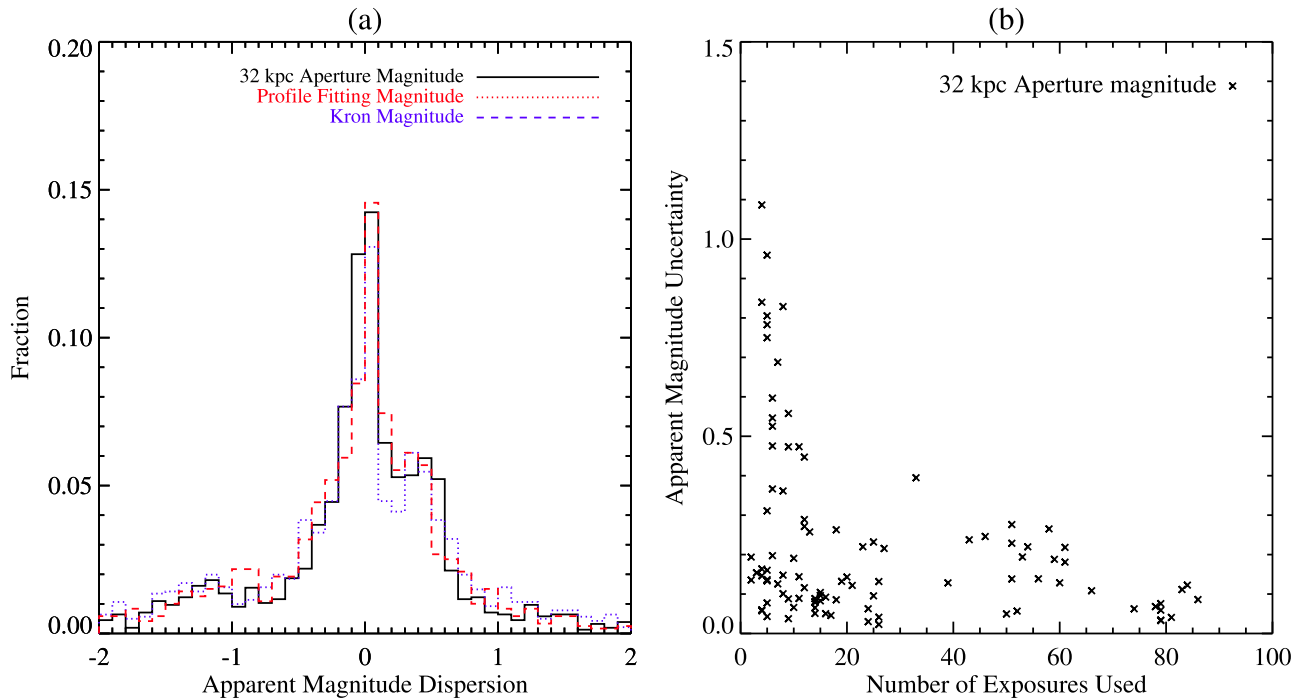 (a)
0.20
0.15
0.10
0.05
0.00
Fraction
32 kpc Aperture Magnitude
Profile Fitting Magnitude
Kron Magnitude
-2
-1
0
1
2
Apparent Magnitude Dispersion
(b)
1.5
1.0
0.5
0.0
Apparent Magnitude Uncertainty
32 kpc Aperture magnitude
0
20
40
60
80
100
Number of Exposures Used